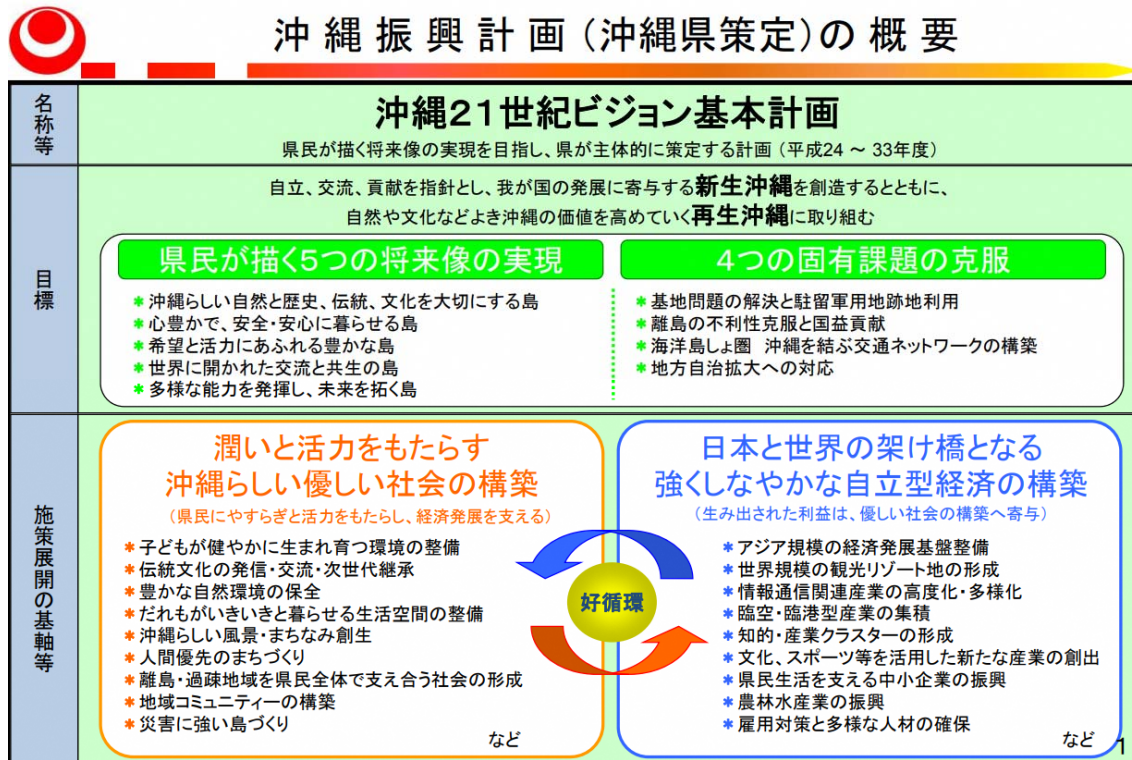 沖縄振興計画（沖縄県策定）の概要
名称等
沖縄２１世紀ビジョン基本計画
県民が描く将来像の実現を目指し、県が主体的に策定する計画（平成24 ～ 33年度）
目標
自立、交流、貢献を指針とし、我が国の発展に寄与する新生沖縄を創造するとともに、
自然や文化などよき沖縄の価値を高めていく再生沖縄に取り組む
県民が描く5つの将来像の実現
＊沖縄らしい自然と歴史、伝統、文化を大切にする島
＊心豊かで、安全・安心に暮らせる島
＊希望と活力にあふれる豊かな島
＊世界に開かれた交流と共生の島
＊多様な能力を発揮し、未来を拓く島
４つの固有課題の克服
＊基地問題の解決と駐留軍用地跡地利用
＊離島の不利性克服と国益貢献
＊海洋島しょ圏　沖縄を結ぶ交通ネットワークの構築
＊地方自治拡大への対応
施策展開の基軸等
潤いと活力をもたらす
沖縄らしい優しい社会の構築
（県民にやすらぎと活力をもたらし、経済発展を支える）
＊子どもが健やかに生まれ育つ環境の整備
＊伝統文化の発信・交流・次世代継承
＊豊かな自然環境の保全
＊だれもがいきいきと暮らせる生活空間の整備
＊沖縄らしい風景・まちなみ創生
＊人間優先のまちづくり
＊離島・過疎地域を県民全体で支え合う社会の形成
＊地域コミュニティーの構築
＊災害に強い島づくり
など
好循環
日本と世界の架け橋となる
強くしなやかな自立型経済の構築
（生み出された利益は、優しい社会の構築へ寄与）
＊アジア規模の経済発展基盤整備
＊世界規模の観光リゾート地の形成
＊情報通信関連産業の高度化・多様化
＊臨空・臨港型産業の集積
＊知的・産業クラスターの形成
＊文化、スポーツ等を活用した新たな産業の創出
＊県民生活を支える中小企業の振興
＊農林水産業の振興
＊雇用対策と多様な人材の確保
など
1